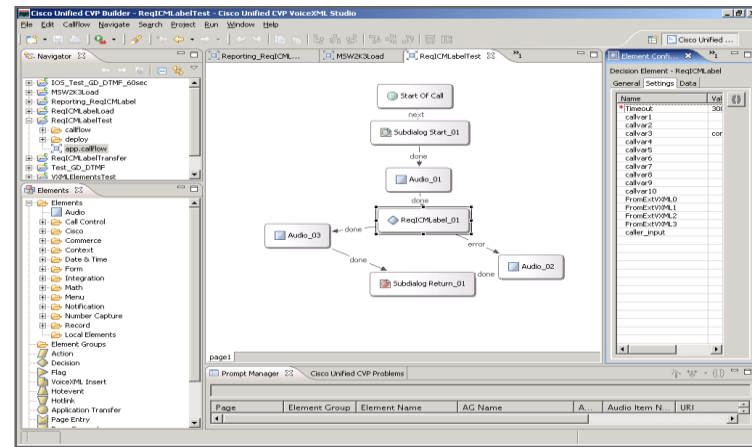 Cisco Unified CVP Builder - ReqICMLabelTest - Cisco Unified CVP VoiceXML Studio
File Edit Callflow Navigate Search Project Run Window Help
Cisco Unified ...
Navigator
IOS_Test_GD_DTMF_60sec
MSW2K3Load
Reporting_ReqICMLabel
ReqICMLabelLoad
ReqICMLabelTest
callflow
deploy
app.callflow
ReqICMLabelTransfer
Test_GD_DTMF
VXMLElementsTest
Elements
Elements
Audio
Call Control
Cisco
Commerce
Context
Date & Time
Form
Integration
Math
Menu
Notification
Number Capture
Record
Local Elements
Element Groups
Action
Decision
Flag
VoiceXML Insert
Hotevent
Hotlink
Application Transfer
Page Entry
Reporting_ReqICML...
MSW2K3Load
ReqICMLabelTest
Start Of Call
next
Subdialog Start_01
done
Audio_01
done
ReqICMLabel_01
done
Audio_03
error
Audio_02
done
done
Subdialog Return_01
page1
Element Confi...
Decision Element - ReqICMLabel
General Settings Data
Name Val
*Timeout 300
callvar1
callvar2
callvar3 cor
callvar4
callvar5
callvar6
callvar7
callvar8
callvar9
callvar10
FromExtVXML0
FromExtVXML1
FromExtVXML2
FromExtVXML3
caller_input
Prompt Manager
Cisco Unified CVP Problems
Page Element Group Element Name AG Name A... Audio Item N... URI